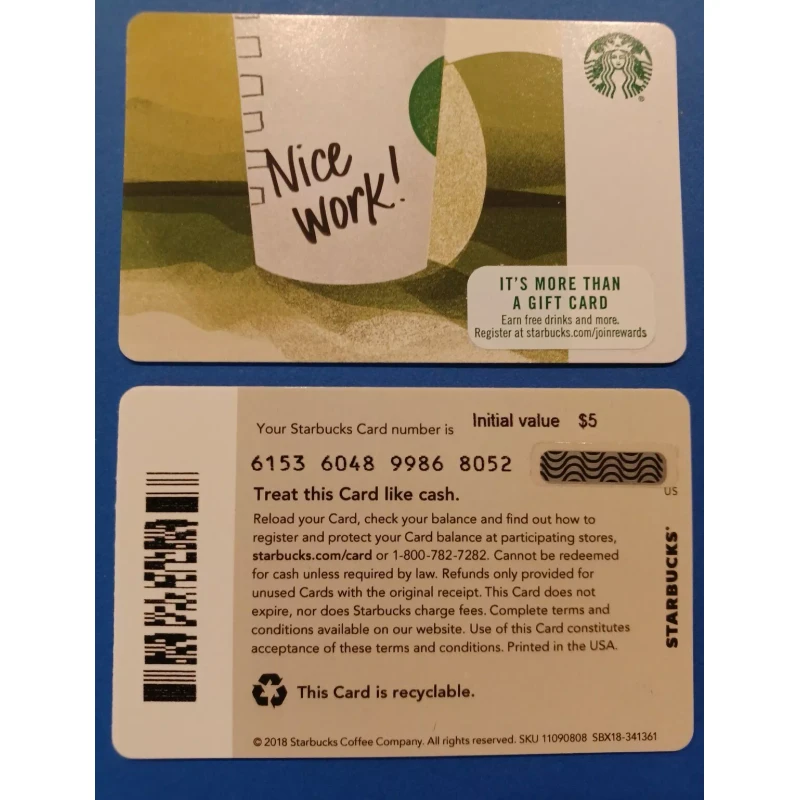 Nice
Work!
IT'S MORE THAN
A GIFT CARD
Earn free drinks and more.
Register at starbucks.com/joinrewards
Your Starbucks Card number is
Initial value $5
6153 6048 9986 8052
US
Treat this Card like cash.
Reload your Card, check your balance and find out how to
register and protect your Card balance at participating stores,
starbucks.com/card or 1-800-782-7282. Cannot be redeemed
for cash unless required by law. Refunds only provided for
unused Cards with the original receipt. This Card does not
expire, nor does Starbucks charge fees. Complete terms and
conditions available on our website. Use of this Card constitutes
acceptance of these terms and conditions. Printed in the USA.
STARBUCKS®
This Card is recyclable.
© 2018 Starbucks Coffee Company. All rights reserved. SKU 11090808 SBX18-341361